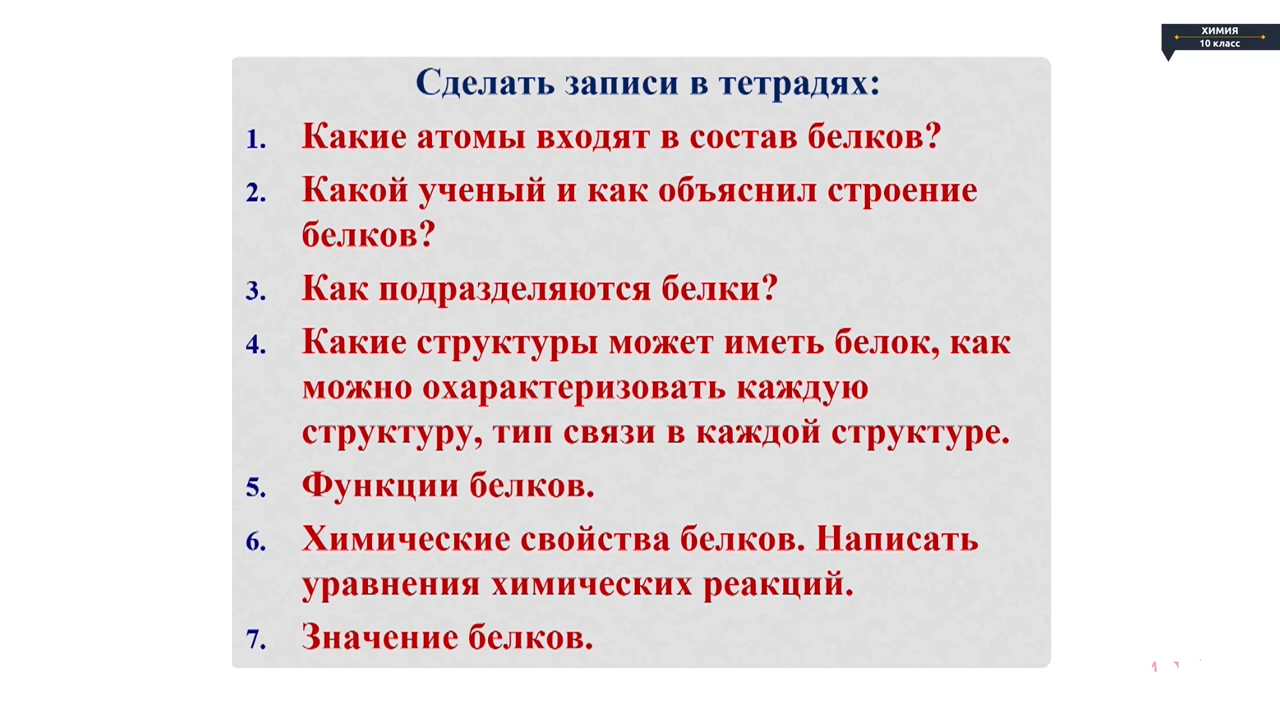 ХИМИЯ
10 класс
Сделать записи в тетрадях:
1. Какие атомы входят в состав белков?
2. Какой ученый и как объяснил строение
белков?
3. Как подразделяются белки?
4. Какие структуры может иметь белок, как
можно охарактеризовать каждую
структуру, тип связи в каждой структуре.
5. Функции белков.
6. Химические свойства белков. Написать
уравнения химических реакций.
7. Значение белков.